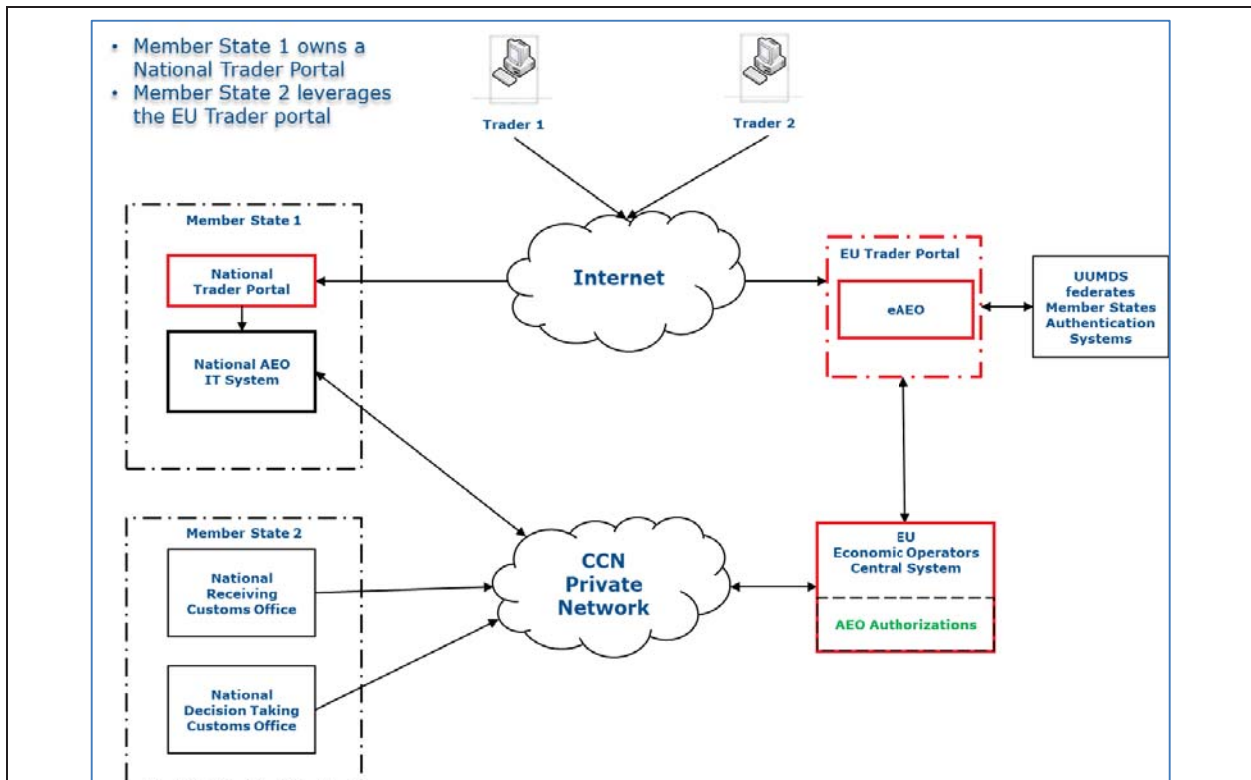 • Member State 1 owns a
National Trader Portal
• Member State 2 leverages
the EU Trader portal
Trader 1
Trader 2
Member State 1
National
Trader Portal
National AEO
IT System
Internet
EU Trader Portal
eAEO
UUMDS
federates
Member States
Authentication
Systems
Member State 2
National
Receiving
Customs Office
National
Decision Taking
Customs Office
CCN
Private
Network
EU
Economic Operators
Central System
AEO Authorizations